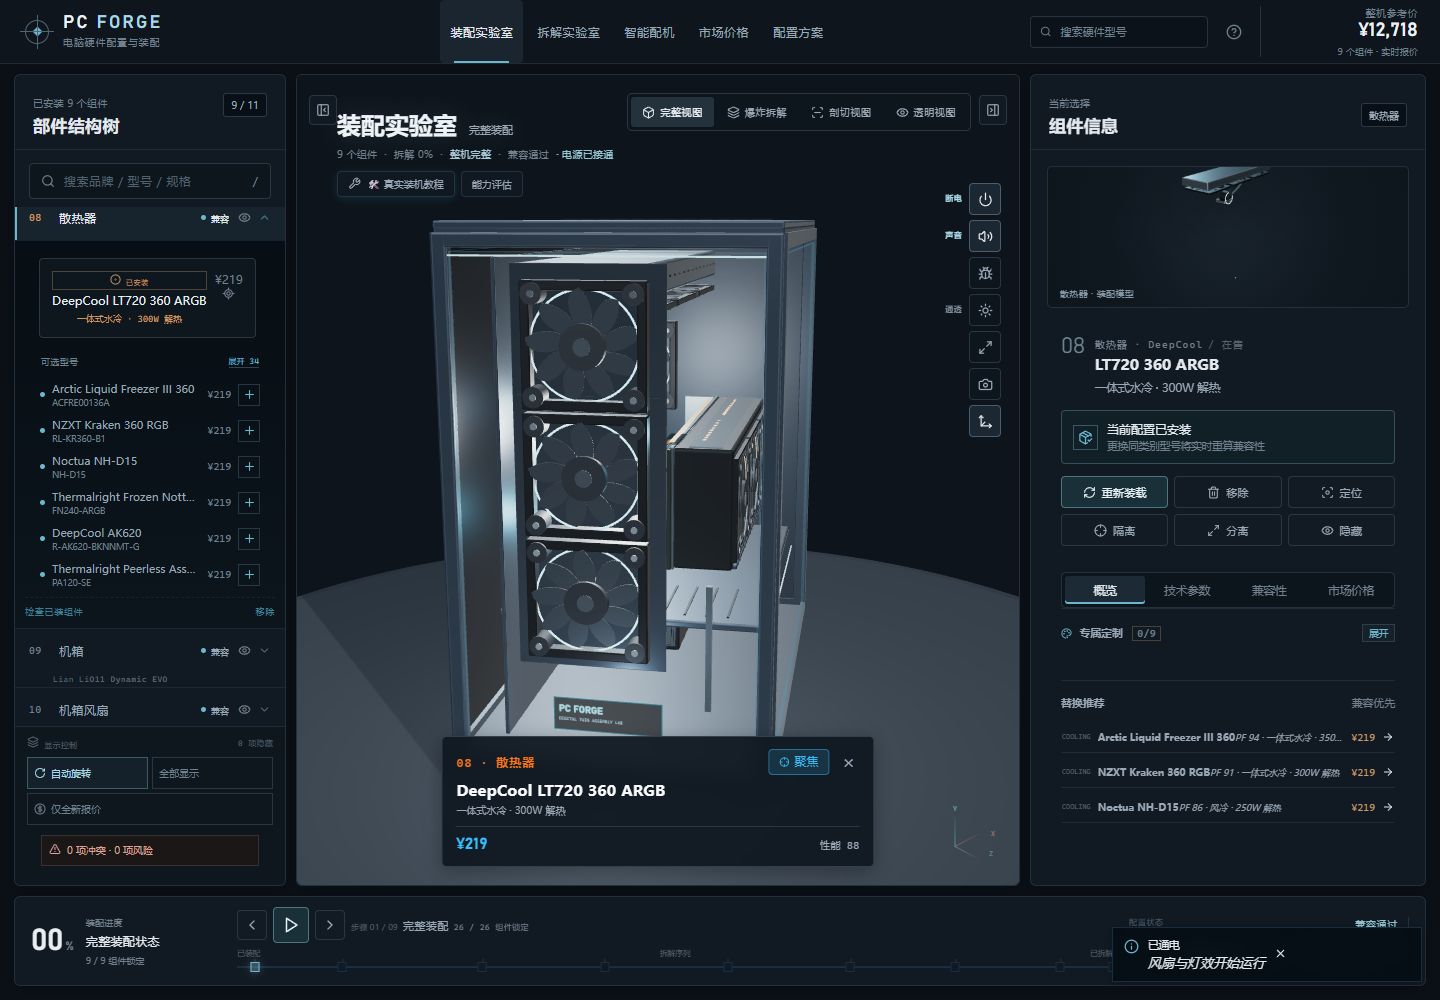 PC FORGE
电脑硬件配置与装配
装配实验室
拆解实验室
智能配机
市场价格
配置方案
搜索硬件型号
整机参考价
¥12,718
9 个组件 · 实时报价
已安装 9 个组件
部件结构树
9 / 11
搜索品牌 / 型号 / 规格
/
08 散热器 兼容
已安装
¥219
DeepCool LT720 360 ARGB
一体式水冷 · 300W 解热
可选型号
展开 34
Arctic Liquid Freezer III 360
ACFRE00136A
¥219
NZXT Kraken 360 RGB
RL-KR360-B1
¥219
Noctua NH-D15
NH-D15
¥219
Thermalright Frozen Nott...
FN240-ARGB
¥219
DeepCool AK620
R-AK620-BKNNMT-G
¥219
Thermalright Peerless Ass...
PA120-SE
¥219
检查已装组件
移除
09 机箱 兼容
Lian Li O11 Dynamic EVO
10 机箱风扇 兼容
显示控制
0 项隐藏
自动旋转
全部显示
仅全新报价
0 项冲突 · 0 项风险
装配实验室 完整装配
9 个组件 · 拆解 0% · 整机完整 · 兼容通过 · 电源已接通
🛠 真实装机教程
能力评估
完整视图
爆炸拆解
剖切视图
透明视图
断电
声音
通透
PC FORGE
DIGITAL TWIN ASSEMBLY LAB
08 · 散热器
聚焦
DeepCool LT720 360 ARGB
一体式水冷 · 300W 解热
¥219
性能 88
Y
X
Z
当前选择
组件信息
散热器
散热器 · 装配模型
08 散热器 · DeepCool / 在售
LT720 360 ARGB
一体式水冷 · 300W 解热
当前配置已安装
更换同类别型号将实时重算兼容性
重新装载
移除
定位
隔离
分离
隐藏
概览
技术参数
兼容性
市场价格
专属定制 0/9
展开
替换推荐
兼容优先
COOLING Arctic Liquid Freezer III 360 PF 94 · 一体式水冷 · 350... ¥219
COOLING NZXT Kraken 360 RGB PF 91 · 一体式水冷 · 300W 解热 ¥219
COOLING Noctua NH-D15 PF 86 · 风冷 · 250W 解热 ¥219
00%
装配进度
完整装配状态
9 / 9 组件锁定
步骤 01 / 09 完整装配 26 / 26 组件锁定
已装配
拆解序列
已拆解
配置状态
兼容通过
已通电
风扇与灯效开始运行